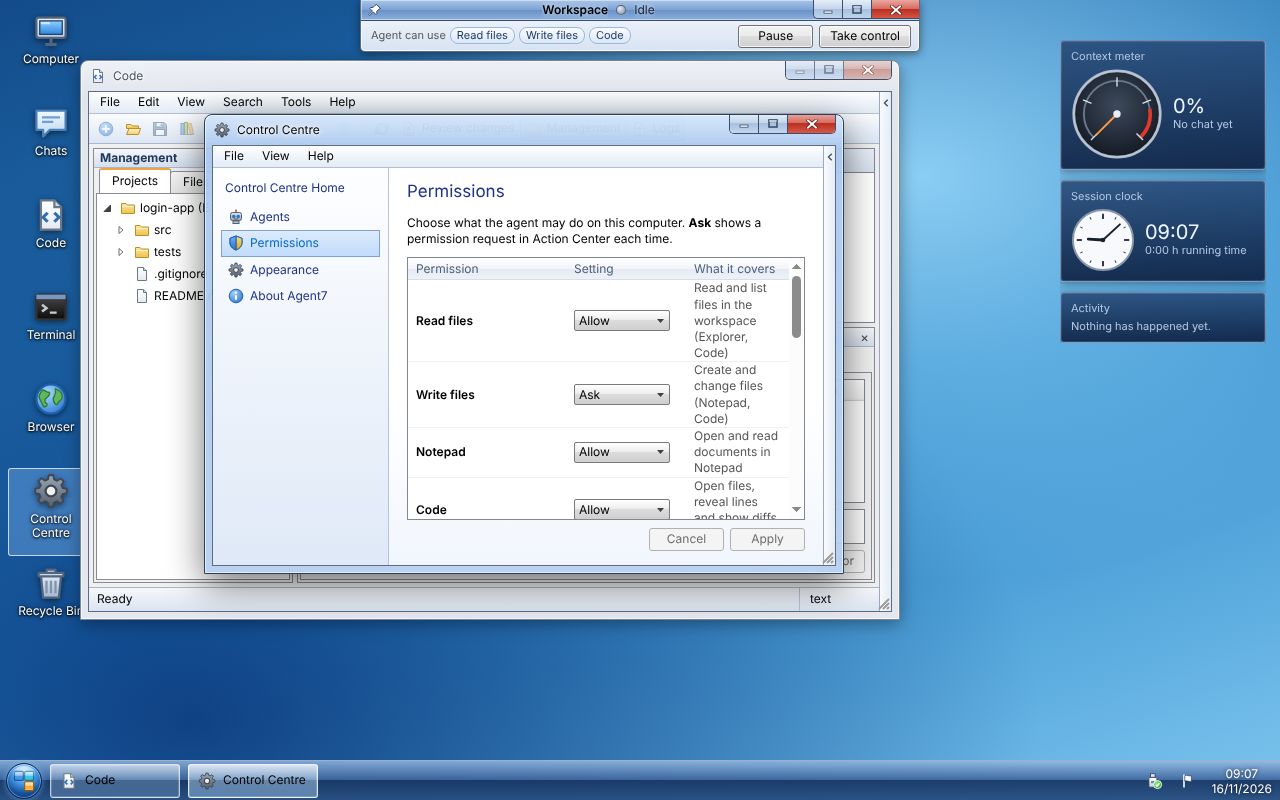 Workspace Idle
Agent can use Read files Write files Code Pause Take control
Computer
Chats
Code
Terminal
Browser
Control
Centre
Recycle Bin
Code
File Edit View Search Tools Help
Management
Projects File
login-app (
src
tests
.gitignore
README
or
Ready text
Control Centre
File View Help
Control Centre Home
Agents
Permissions
Appearance
About Agent7
Permissions
Choose what the agent may do on this computer. Ask shows a
permission request in Action Center each time.
Permission Setting What it covers
Read files Allow
Read and list
files in the
workspace
(Explorer,
Code)
Write files Ask
Create and
change files
(Notepad,
Code)
Notepad Allow
Open and read
documents in
Notepad
Code Allow
Open files,
reveal lines
and show diffs
Cancel Apply
Context meter
0%
No chat yet
Session clock
09:07
0:00 h running time
Activity
Nothing has happened yet.
Code Control Centre
09:07
16/11/2026